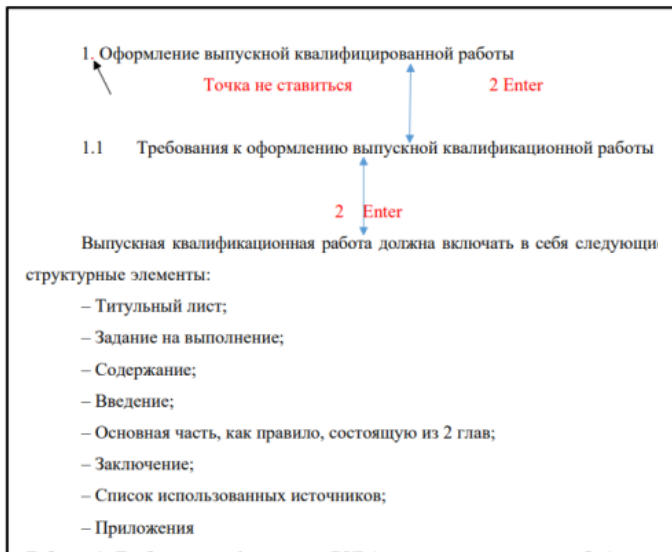 1. Оформление выпускной квалифицированной работы
Точка не ставиться 2 Enter
1.1 Требования к оформлению выпускной квалификационной работы
2 Enter
Выпускная квалификационная работа должна включать в себя следующи
структурные элементы:
– Титульный лист;
– Задание на выполнение;
– Содержание;
– Введение;
– Основная часть, как правило, состоящую из 2 глав;
– Заключение;
– Список использованных источников;
– Приложения